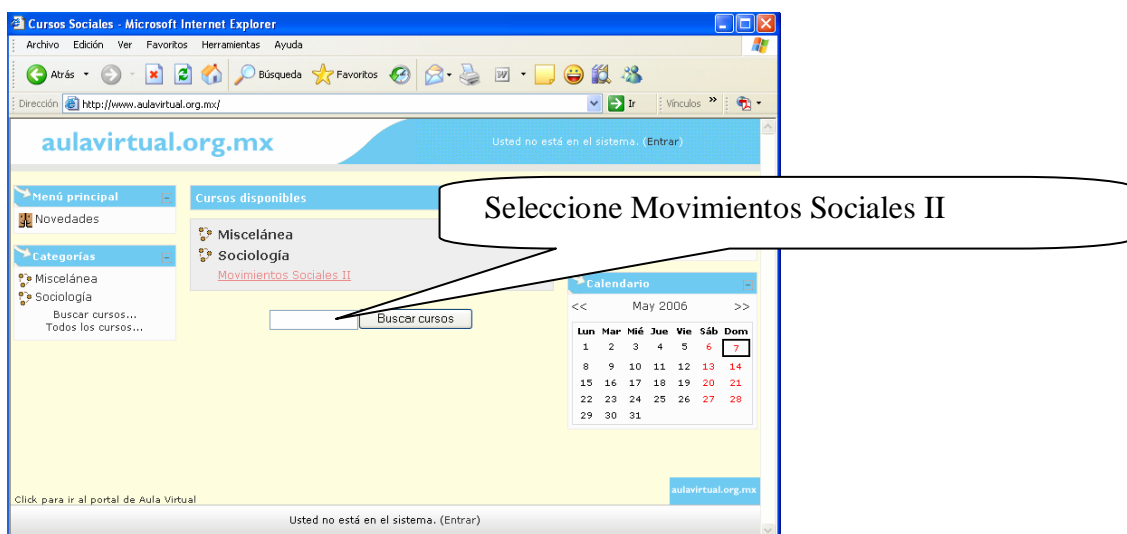 Cursos Sociales - Microsoft Internet Explorer
Archivo Edición Ver Favoritos Herramientas Ayuda
Atrás Búsqueda Favoritos
Dirección http://www.aulavirtual.org.mx/ Ir Vínculos »
aulavirtual.org.mx
Usted no está en el sistema. (Entrar)
Menú principal
Novedades
Categorías
Miscelánea
Sociología
Buscar cursos...
Todos los cursos...
Cursos disponibles
Miscelánea
Sociología
Movimientos Sociales II
Buscar cursos
Seleccione Movimientos Sociales II
Calendario
<< May 2006 >>
Lun Mar Mié Jue Vie Sáb Dom
1 2 3 4 5 6 7
8 9 10 11 12 13 14
15 16 17 18 19 20 21
22 23 24 25 26 27 28
29 30 31
aulavirtual.org.mx
Click para ir al portal de Aula Virtual
Usted no está en el sistema. (Entrar)